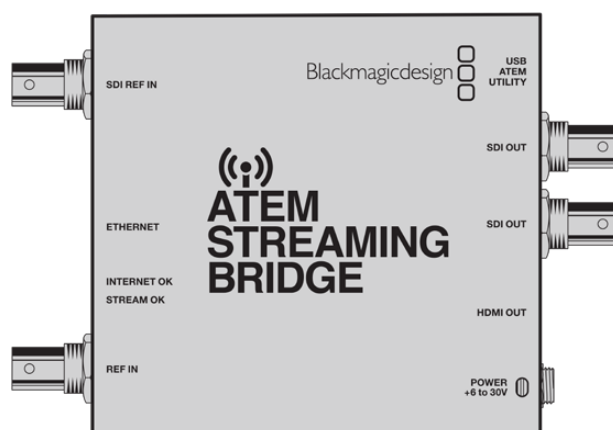 Blackmagicdesign
USB
ATEM
UTILITY
SDI REF IN
SDI OUT
ATEM
STREAMING
BRIDGE
ETHERNET
SDI OUT
INTERNET OK
STREAM OK
HDMI OUT
REF IN
POWER
+6 to 30V